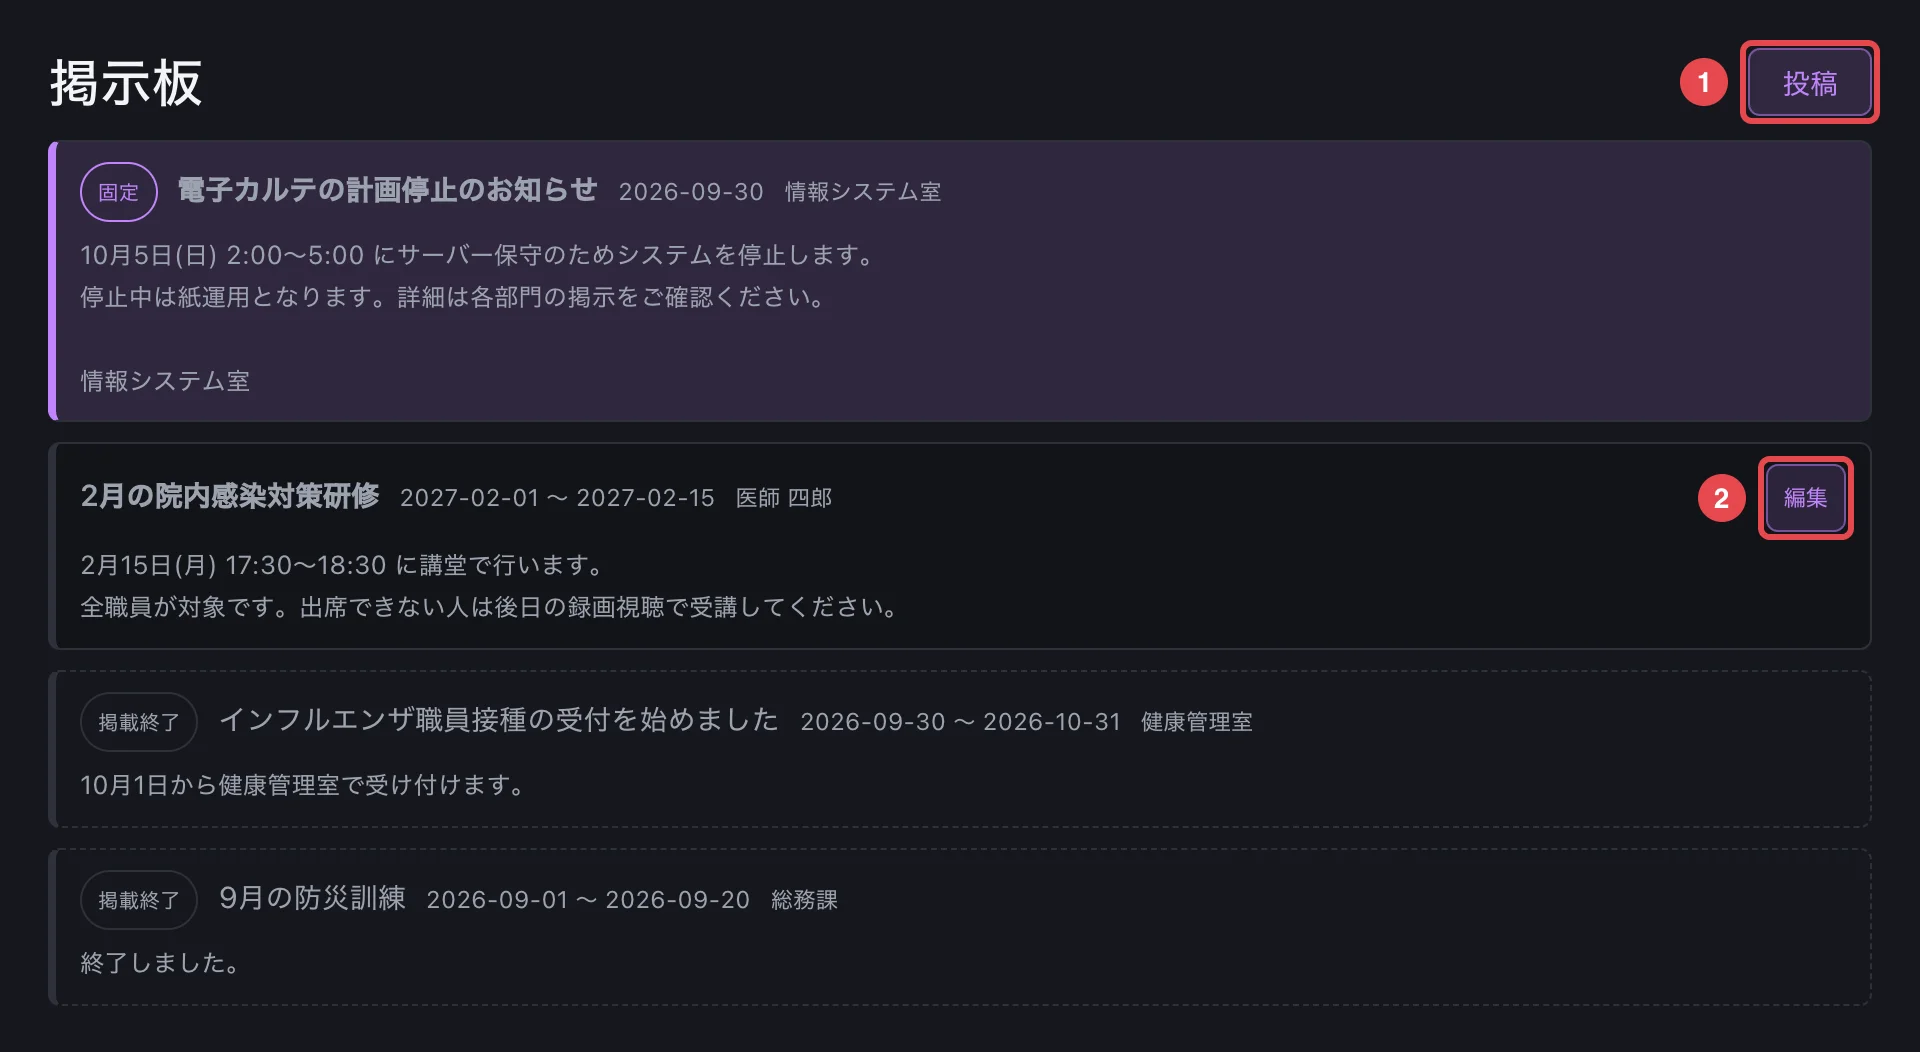 掲示板
1
投稿
固定 電子カルテの計画停止のお知らせ 2026-09-30 情報システム室
10月5日(日) 2:00〜5:00 にサーバー保守のためシステムを停止します。
停止中は紙運用となります。詳細は各部門の掲示をご確認ください。
情報システム室
2月の院内感染対策研修 2027-02-01 〜 2027-02-15 医師 四郎
2
編集
2月15日(月) 17:30〜18:30 に講堂で行います。
全職員が対象です。出席できない人は後日の録画視聴で受講してください。
掲載終了 インフルエンザ職員接種の受付を始めました 2026-09-30 〜 2026-10-31 健康管理室
10月1日から健康管理室で受け付けます。
掲載終了 9月の防災訓練 2026-09-01 〜 2026-09-20 総務課
終了しました。